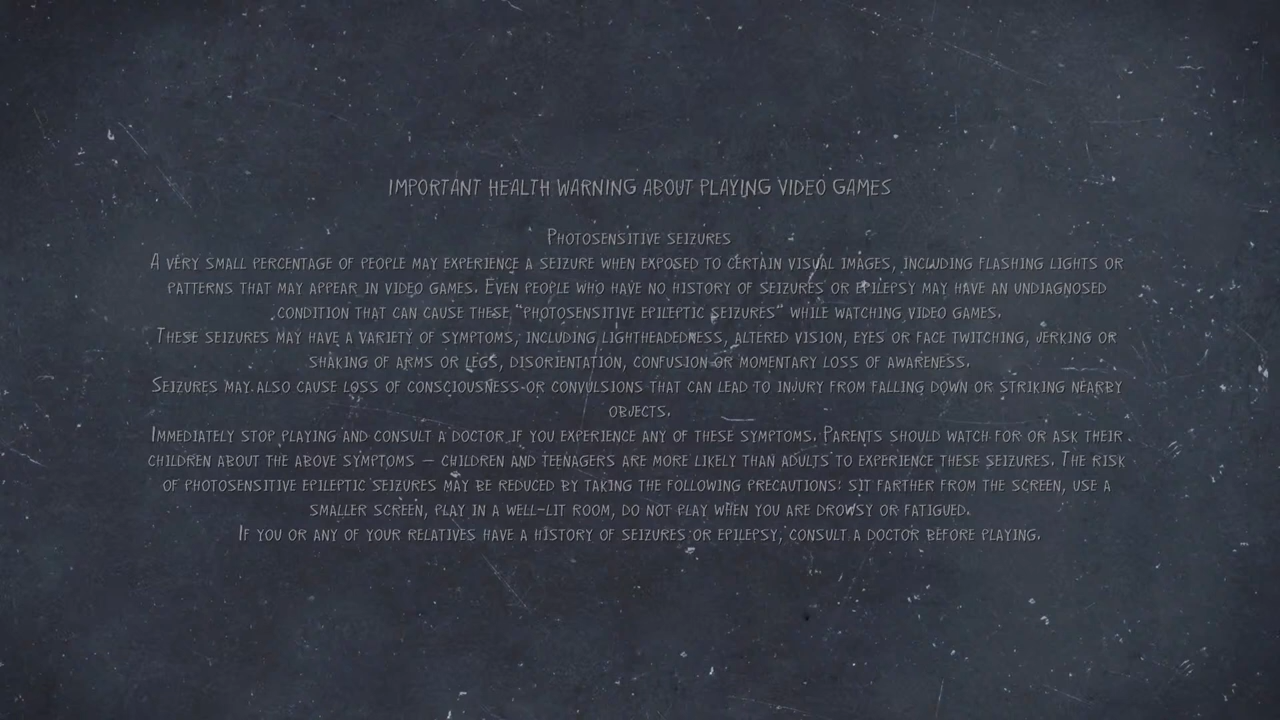 IMPORTANT HEALTH WARNING ABOUT PLAYING VIDEO GAMES
PHOTOSENSITIVE SEIZURES
A VERY SMALL PERCENTAGE OF PEOPLE MAY EXPERIENCE A SEIZURE WHEN EXPOSED TO CERTAIN VISUAL IMAGES, INCLUDING FLASHING LIGHTS OR
PATTERNS THAT MAY APPEAR IN VIDEO GAMES. EVEN PEOPLE WHO HAVE NO HISTORY OF SEIZURES OR EPILEPSY MAY HAVE AN UNDIAGNOSED
CONDITION THAT CAN CAUSE THESE "PHOTOSENSITIVE EPILEPTIC SEIZURES" WHILE WATCHING VIDEO GAMES.
THESE SEIZURES MAY HAVE A VARIETY OF SYMPTOMS, INCLUDING LIGHTHEADEDNESS, ALTERED VISION, EYES OR FACE TWITCHING, JERKING OR
SHAKING OF ARMS OR LEGS, DISORIENTATION, CONFUSION OR MOMENTARY LOSS OF AWARENESS.
SEIZURES MAY ALSO CAUSE LOSS OF CONSCIOUSNESS OR CONVULSIONS THAT CAN LEAD TO INJURY FROM FALLING DOWN OR STRIKING NEARBY
OBJECTS.
IMMEDIATELY STOP PLAYING AND CONSULT A DOCTOR IF YOU EXPERIENCE ANY OF THESE SYMPTOMS. PARENTS SHOULD WATCH FOR OR ASK THEIR
CHILDREN ABOUT THE ABOVE SYMPTOMS – CHILDREN AND TEENAGERS ARE MORE LIKELY THAN ADULTS TO EXPERIENCE THESE SEIZURES. THE RISK
OF PHOTOSENSITIVE EPILEPTIC SEIZURES MAY BE REDUCED BY TAKING THE FOLLOWING PRECAUTIONS: SIT FARTHER FROM THE SCREEN, USE A
SMALLER SCREEN, PLAY IN A WELL-LIT ROOM, DO NOT PLAY WHEN YOU ARE DROWSY OR FATIGUED.
IF YOU OR ANY OF YOUR RELATIVES HAVE A HISTORY OF SEIZURES OR EPILEPSY, CONSULT A DOCTOR BEFORE PLAYING.